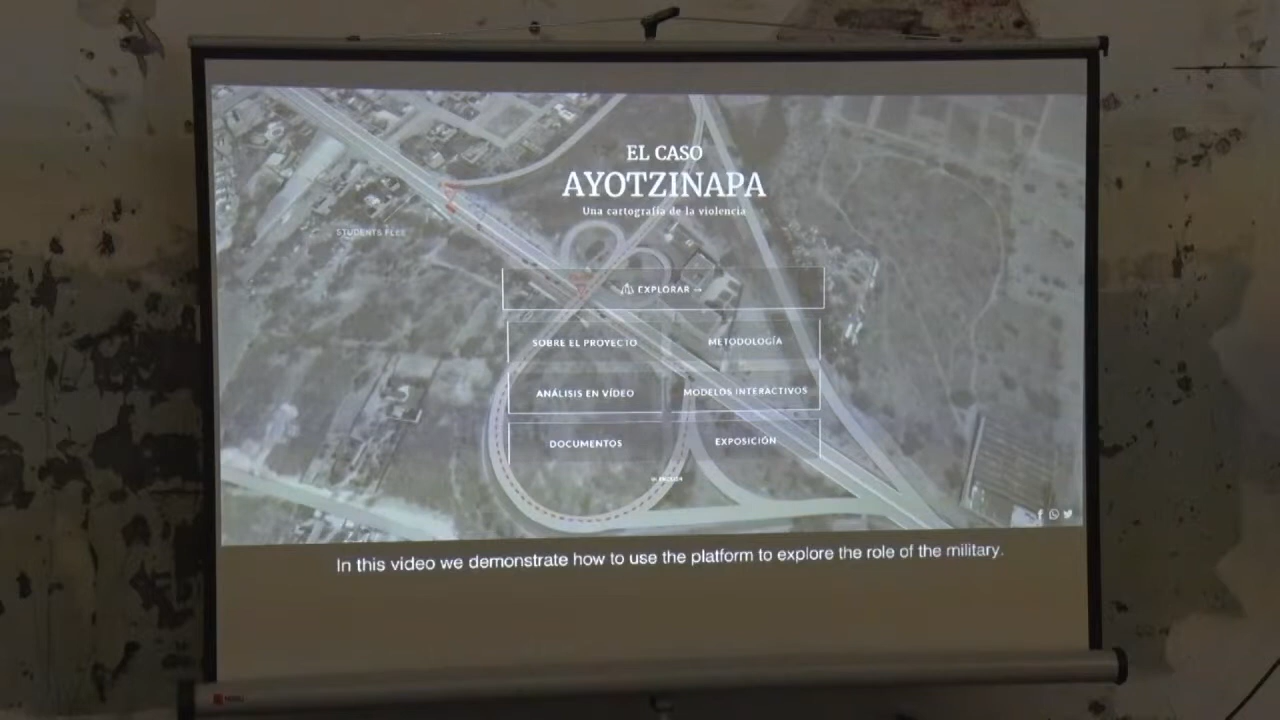 EL CASO
AYOTZINAPA
Una cartografía de la violencia
STUDENTS FLEE
EXPLORAR →
SOBRE EL PROYECTO
METODOLOGÍA
ANÁLISIS EN VÍDEO
MODELOS INTERACTIVOS
DOCUMENTOS
EXPOSICIÓN
In this video we demonstrate how to use the platform to explore the role of the military.